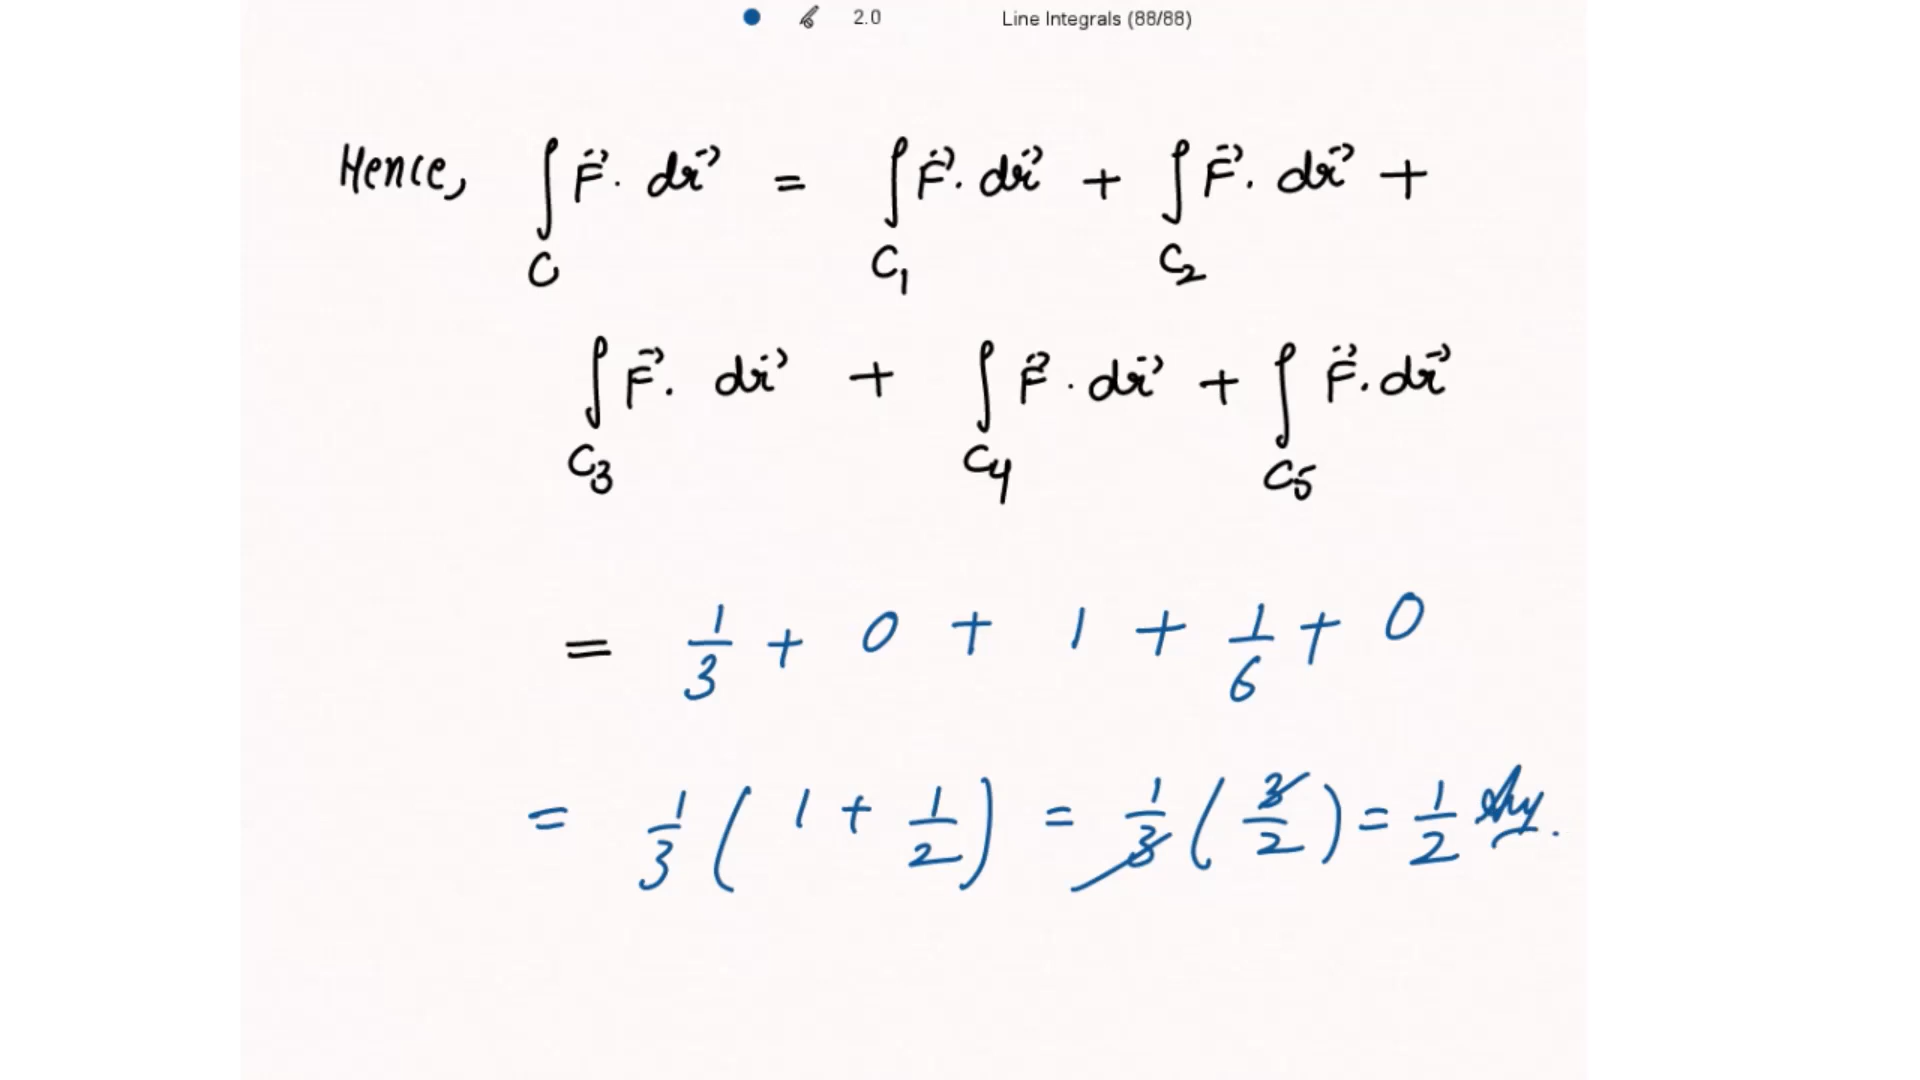 2.0 Line Integrals (88/88)
Hence, ∫_C F⃗ · dr⃗ = ∫_{C₁} F⃗ · dr⃗ + ∫_{C₂} F⃗ · dr⃗ +
∫_{C₃} F⃗ · dr⃗ + ∫_{C₄} F⃗ · dr⃗ + ∫_{C₅} F⃗ · dr⃗
= 1/3 + 0 + 1 + 1/6 + 0
= 1/3 ( 1 + 1/2 ) = 1/3 ( 3/2 ) = 1/2